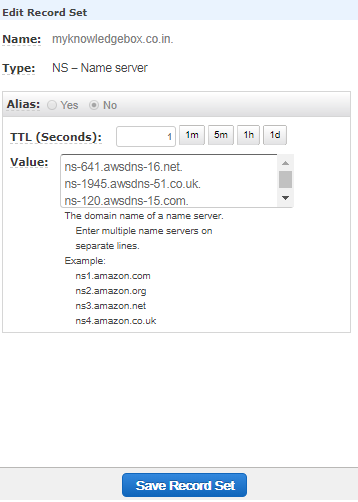 Edit Record Set
Name: myknowledgebox.co.in.
Type: NS – Name server
Alias: Yes No
TTL (Seconds): 1 1m 5m 1h 1d
Value: ns-641.awsdns-16.net.
ns-1945.awsdns-51.co.uk.
ns-120.awsdns-15.com.
The domain name of a name server.
Enter multiple name servers on
separate lines.
Example:
ns1.amazon.com
ns2.amazon.org
ns3.amazon.net
ns4.amazon.co.uk
Save Record Set